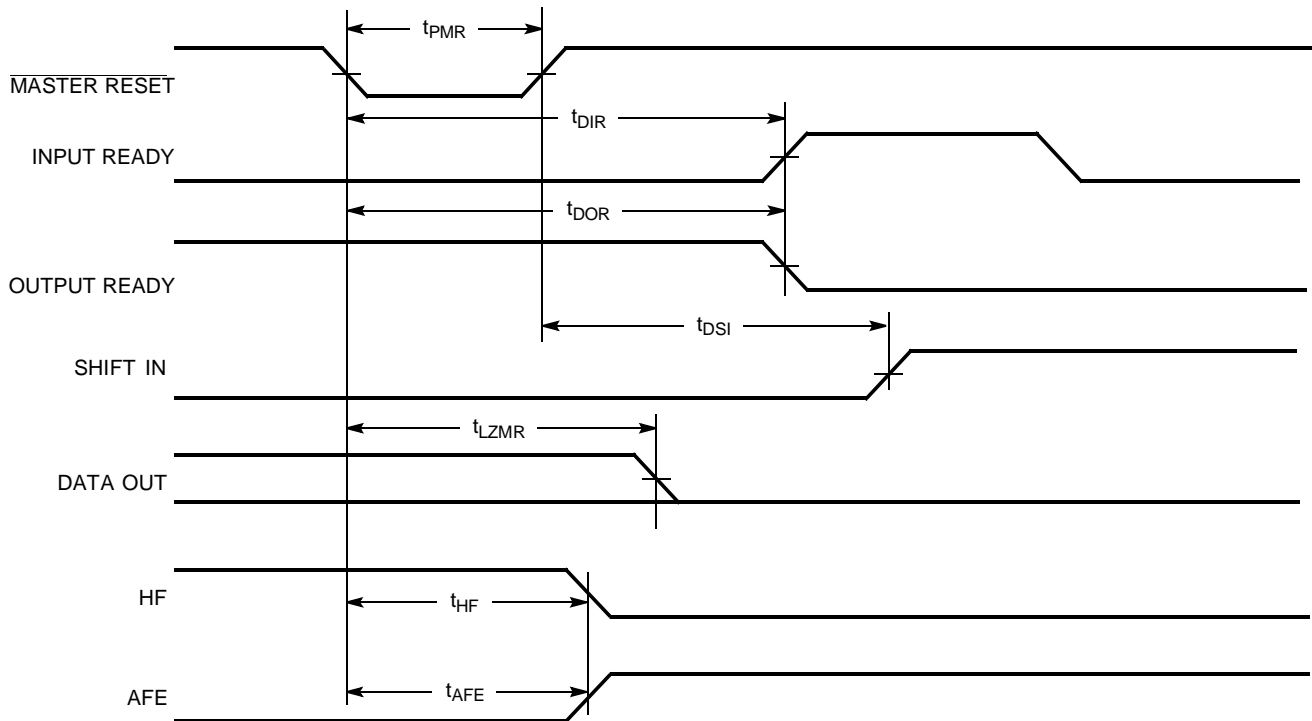 tPMR
MASTER RESET
tDIR
INPUT READY
tDOR
OUTPUT READY
tDSI
SHIFT IN
tLZMR
DATA OUT
HF
tHF
AFE
tAFE